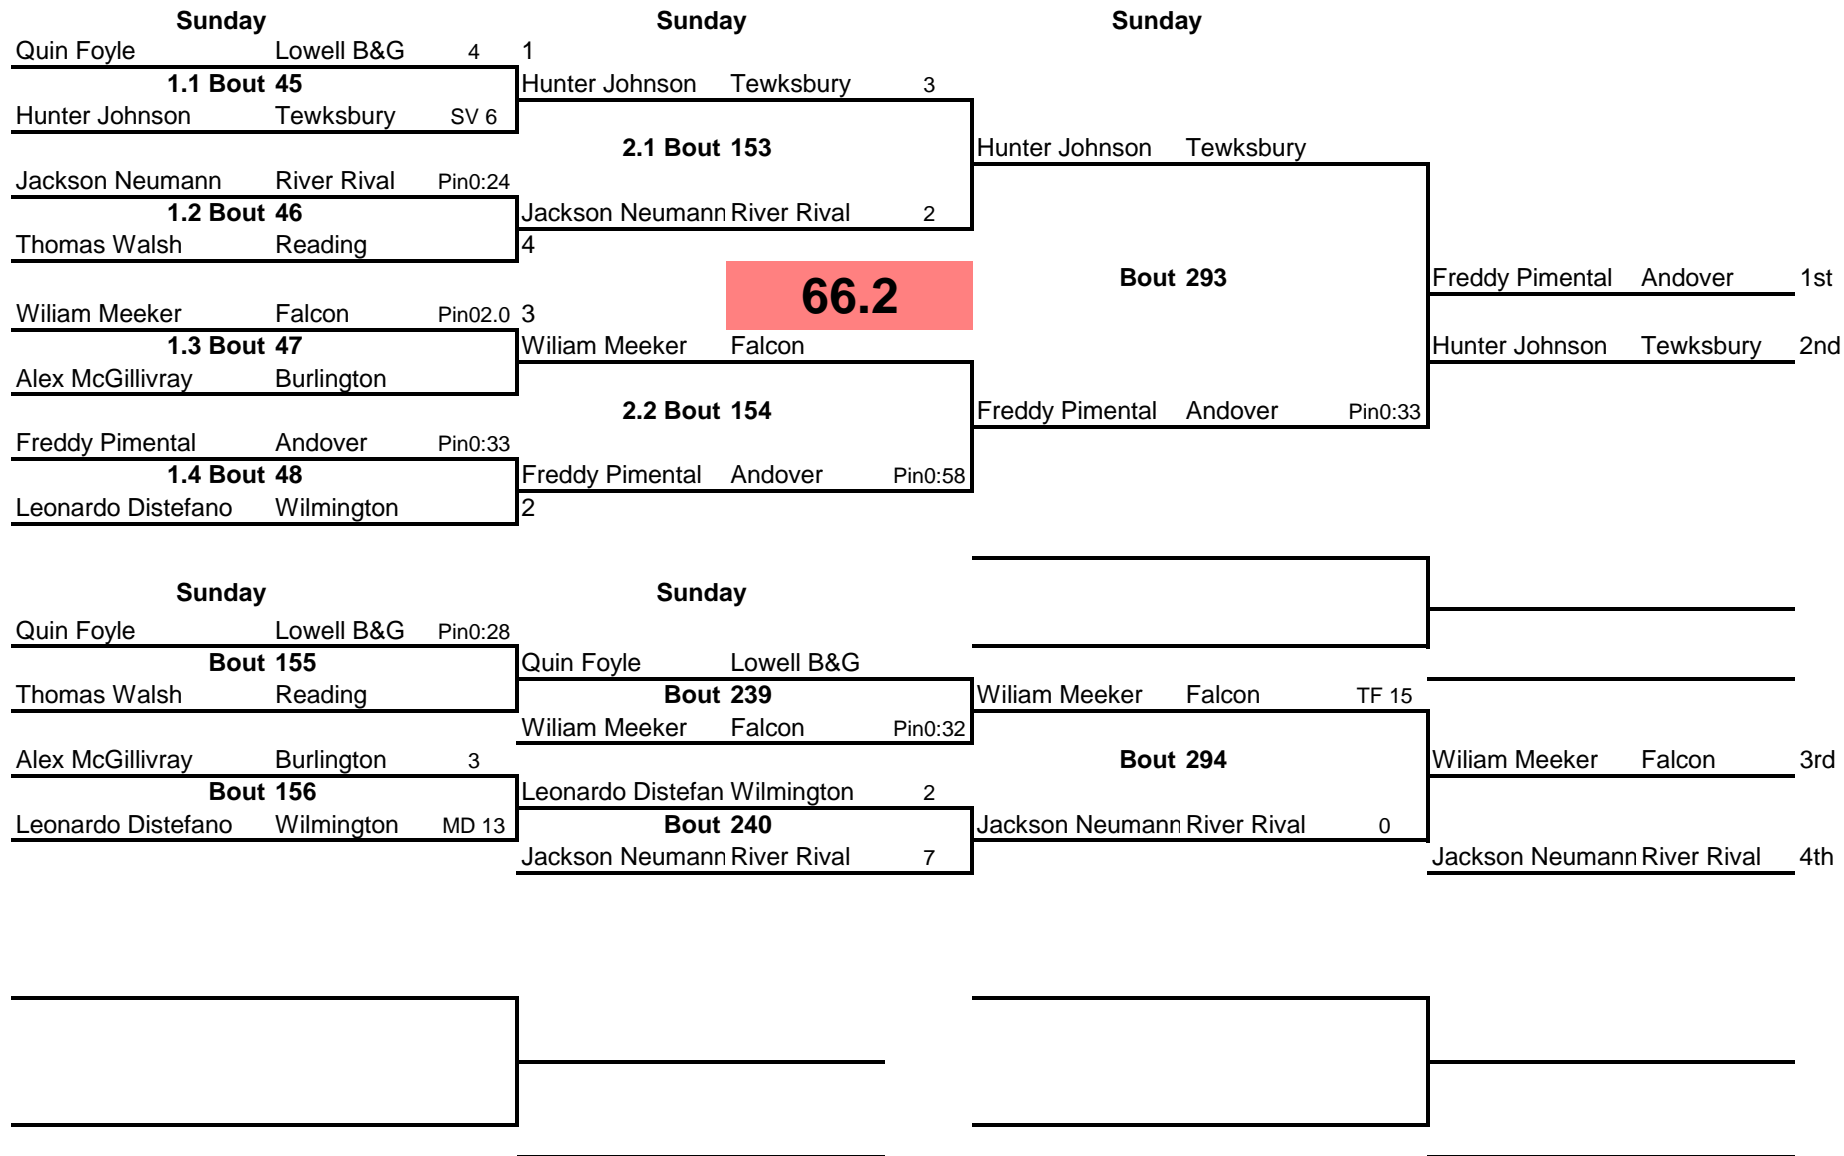 Sunday Sunday Sunday
Quin Foyle Lowell B&G 4 1
1.1 Bout 45 Hunter Johnson Tewksbury 3
Hunter Johnson Tewksbury SV 6
2.1 Bout 153 Hunter Johnson Tewksbury
Jackson Neumann River Rival Pin0:24
1.2 Bout 46 Jackson Neumann River Rival 2
Thomas Walsh Reading 4
66.2 Bout 293 Freddy Pimental Andover 1st
Wiliam Meeker Falcon Pin02.0 3
1.3 Bout 47 Wiliam Meeker Falcon Hunter Johnson Tewksbury 2nd
Alex McGillivray Burlington
2.2 Bout 154 Freddy Pimental Andover Pin0:33
Freddy Pimental Andover Pin0:33
1.4 Bout 48 Freddy Pimental Andover Pin0:58
Leonardo Distefano Wilmington 2
Sunday Sunday
Quin Foyle Lowell B&G Pin0:28
Bout 155 Quin Foyle Lowell B&G
Thomas Walsh Reading Bout 239 Wiliam Meeker Falcon TF 15
Wiliam Meeker Falcon Pin0:32
Alex McGillivray Burlington 3 Bout 294 Wiliam Meeker Falcon 3rd
Bout 156 Leonardo Distefan Wilmington 2
Leonardo Distefano Wilmington MD 13 Bout 240 Jackson Neumann River Rival 0
Jackson Neumann River Rival 7 Jackson Neumann River Rival 4th